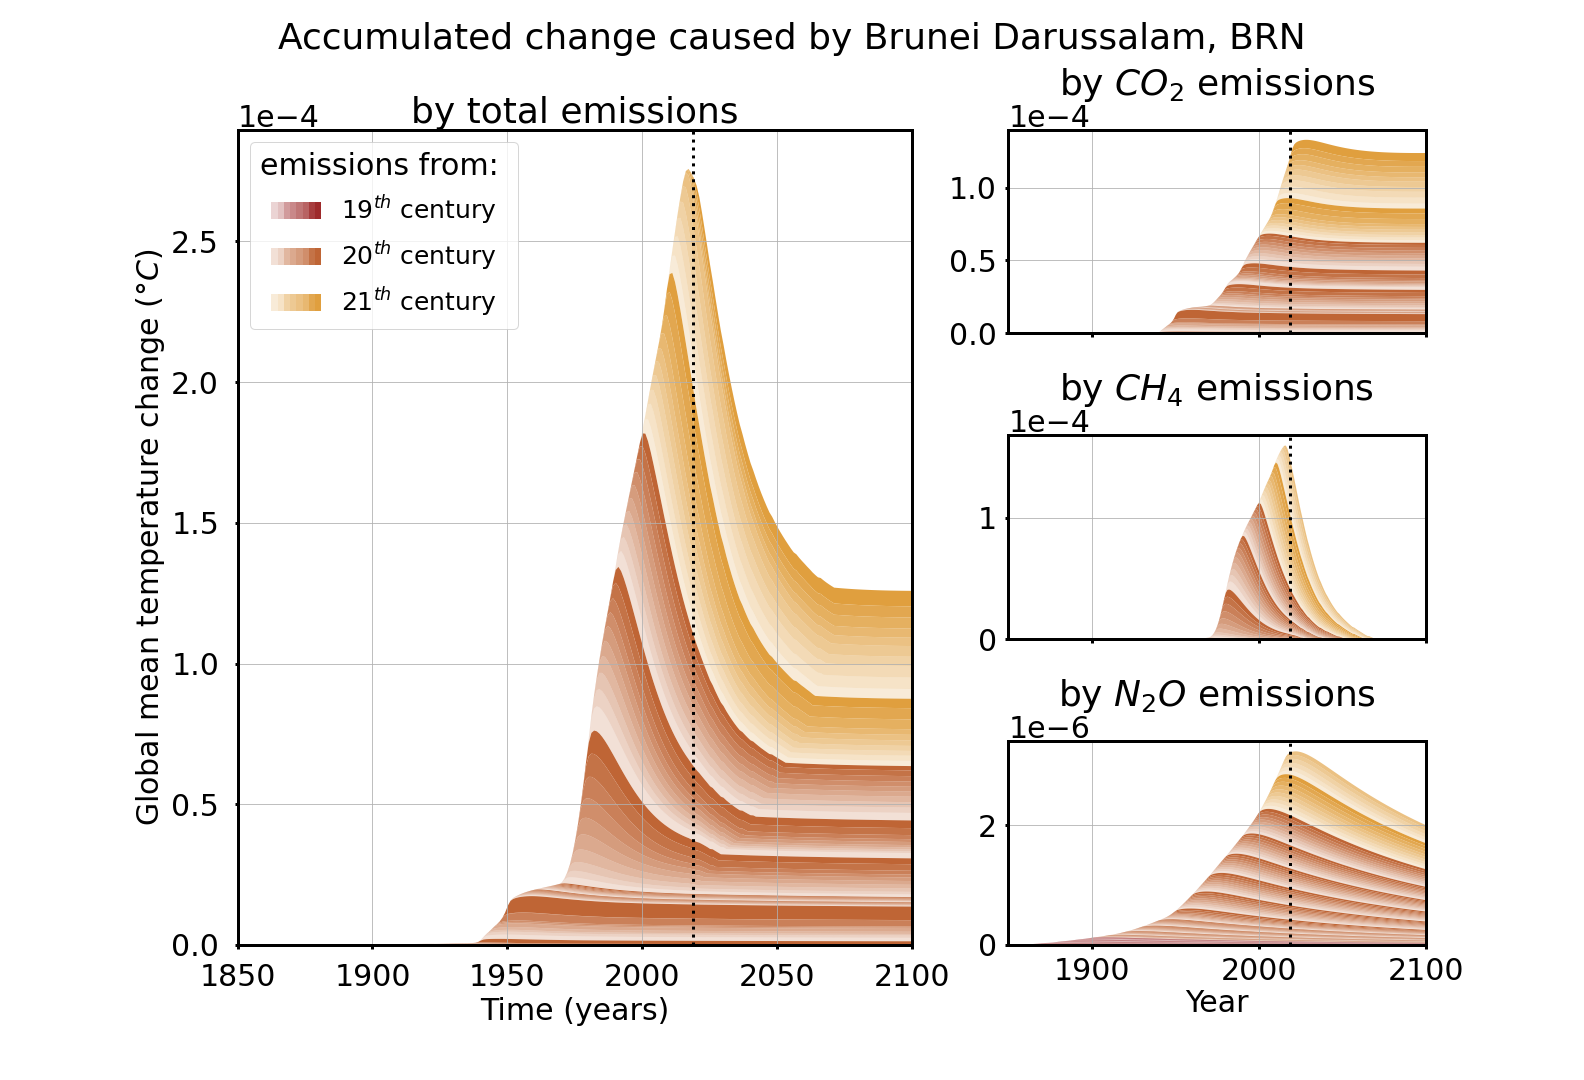 Accumulated change caused by Brunei Darussalam, BRN
by total emissions
1e−4
Global mean temperature change (°C)
2.5
2.0
1.5
1.0
0.5
0.0
emissions from:
19th century
20th century
21th century
1850 1900 1950 2000 2050 2100
Time (years)
by CO2 emissions
1e−4
1.0
0.5
0.0
by CH4 emissions
1e−4
1
0
by N2O emissions
1e−6
2
0
1900 2000 2100
Year